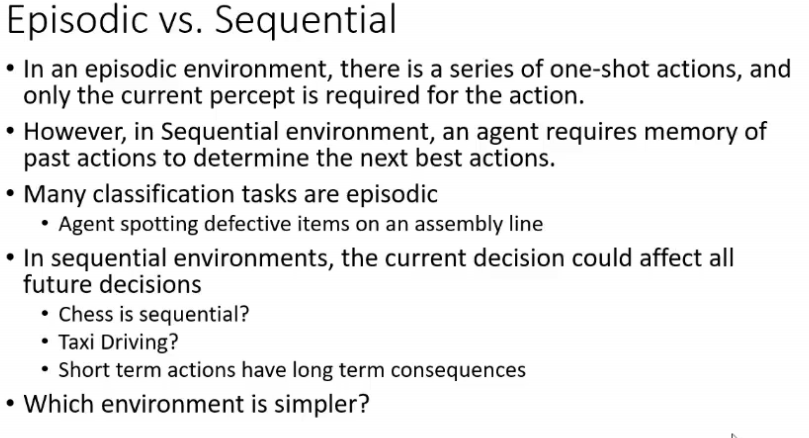 Episodic vs. Sequential
• In an episodic environment, there is a series of one-shot actions, and
only the current percept is required for the action.
• However, in Sequential environment, an agent requires memory of
past actions to determine the next best actions.
• Many classification tasks are episodic
• Agent spotting defective items on an assembly line
• In sequential environments, the current decision could affect all
future decisions
• Chess is sequential?
• Taxi Driving?
• Short term actions have long term consequences
• Which environment is simpler?